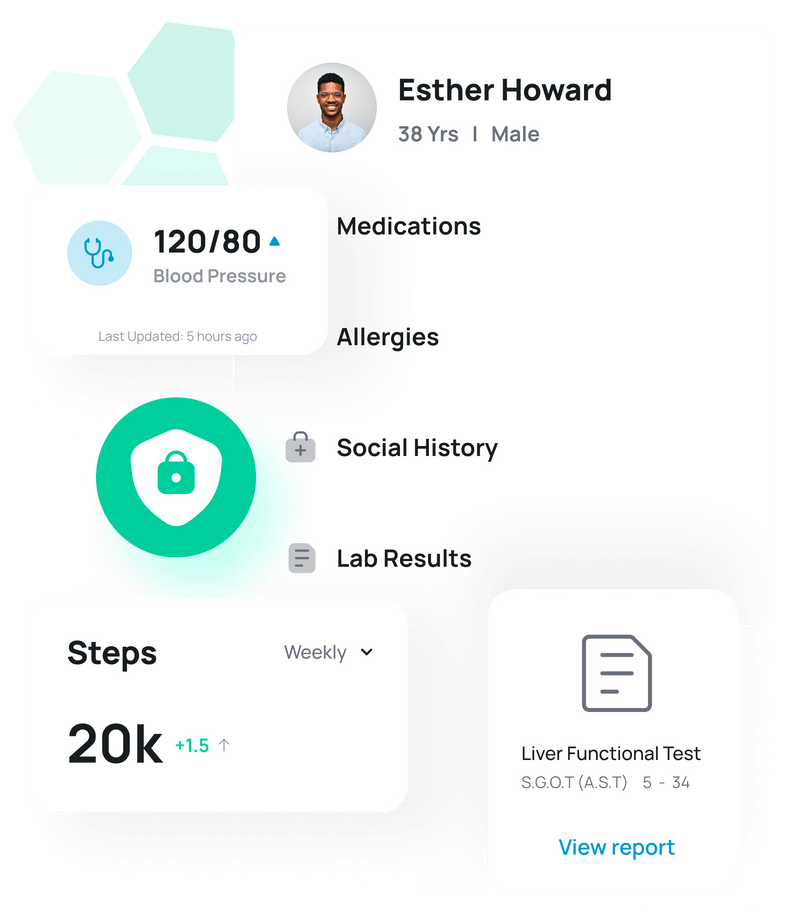 Esther Howard
38 Yrs | Male
120/80
Blood Pressure
Last Updated: 5 hours ago
Medications
Allergies
Social History
Lab Results
Steps
Weekly
20k +1.5 ↑
Liver Functional Test
S.G.O.T (A.S.T) 5 - 34
View report